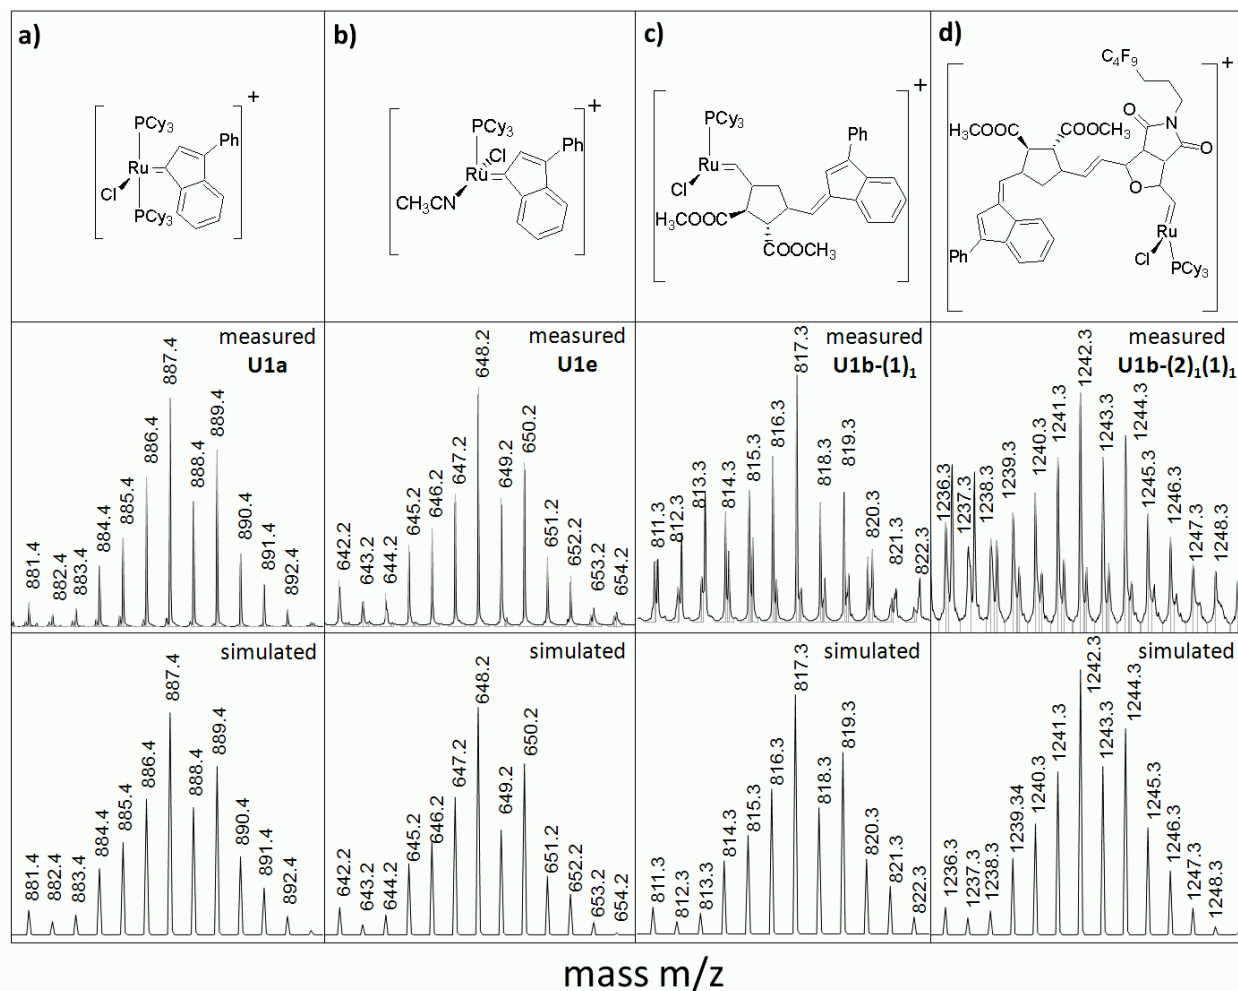 a)
b)
c)
d)
+
PCy3
Ru
Cl
PCy3
Ph
+
PCy3
Cl
Ru
CH3CN
Ph
+
PCy3
Ru
Cl
H3COOC
COOCH3
Ph
+
C4F9
O
N
O
CH3COOC
COOCH3
O
Ru
Cl
PCy3
Ph
measured
U1a
881.4
882.4
883.4
884.4
885.4
886.4
887.4
888.4
889.4
890.4
891.4
892.4
measured
U1e
642.2
643.2
644.2
645.2
646.2
647.2
648.2
649.2
650.2
651.2
652.2
653.2
654.2
measured
U1b-(1)1
811.3
812.3
813.3
814.3
815.3
816.3
817.3
818.3
819.3
820.3
821.3
822.3
measured
U1b-(2)1(1)1
1236.3
1237.3
1238.3
1239.3
1240.3
1241.3
1242.3
1243.3
1244.3
1245.3
1246.3
1247.3
1248.3
simulated
881.4
882.4
883.4
884.4
885.4
886.4
887.4
888.4
889.4
890.4
891.4
892.4
simulated
642.2
643.2
644.2
645.2
646.2
647.2
648.2
649.2
650.2
651.2
652.2
653.2
654.2
simulated
811.3
812.3
813.3
814.3
815.3
816.3
817.3
818.3
819.3
820.3
821.3
822.3
simulated
1236.3
1237.3
1238.3
1239.34
1240.3
1241.3
1242.3
1243.3
1244.3
1245.3
1246.3
1247.3
1248.3
mass m/z